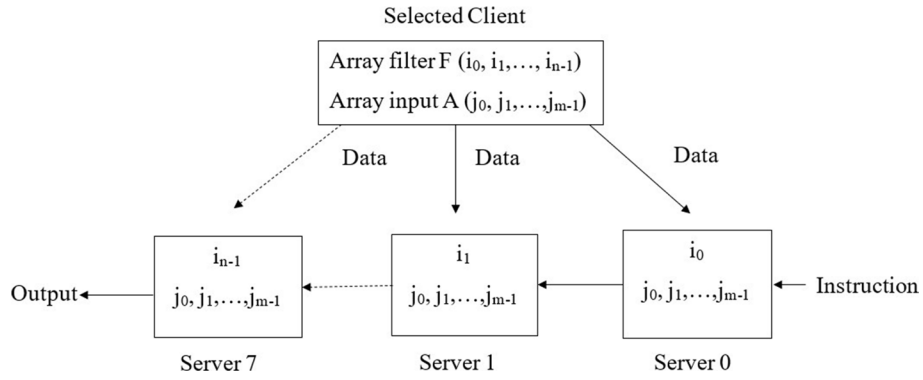 Selected Client
Array filter F (i₀, i₁,…, iₙ₋₁)
Array input A (j₀, j₁,…,jₘ₋₁)
Data Data Data
iₙ₋₁ i₁ i₀
Output j₀, j₁,…,jₘ₋₁ j₀, j₁,…,jₘ₋₁ j₀, j₁,…,jₘ₋₁ Instruction
Server 7 Server 1 Server 0